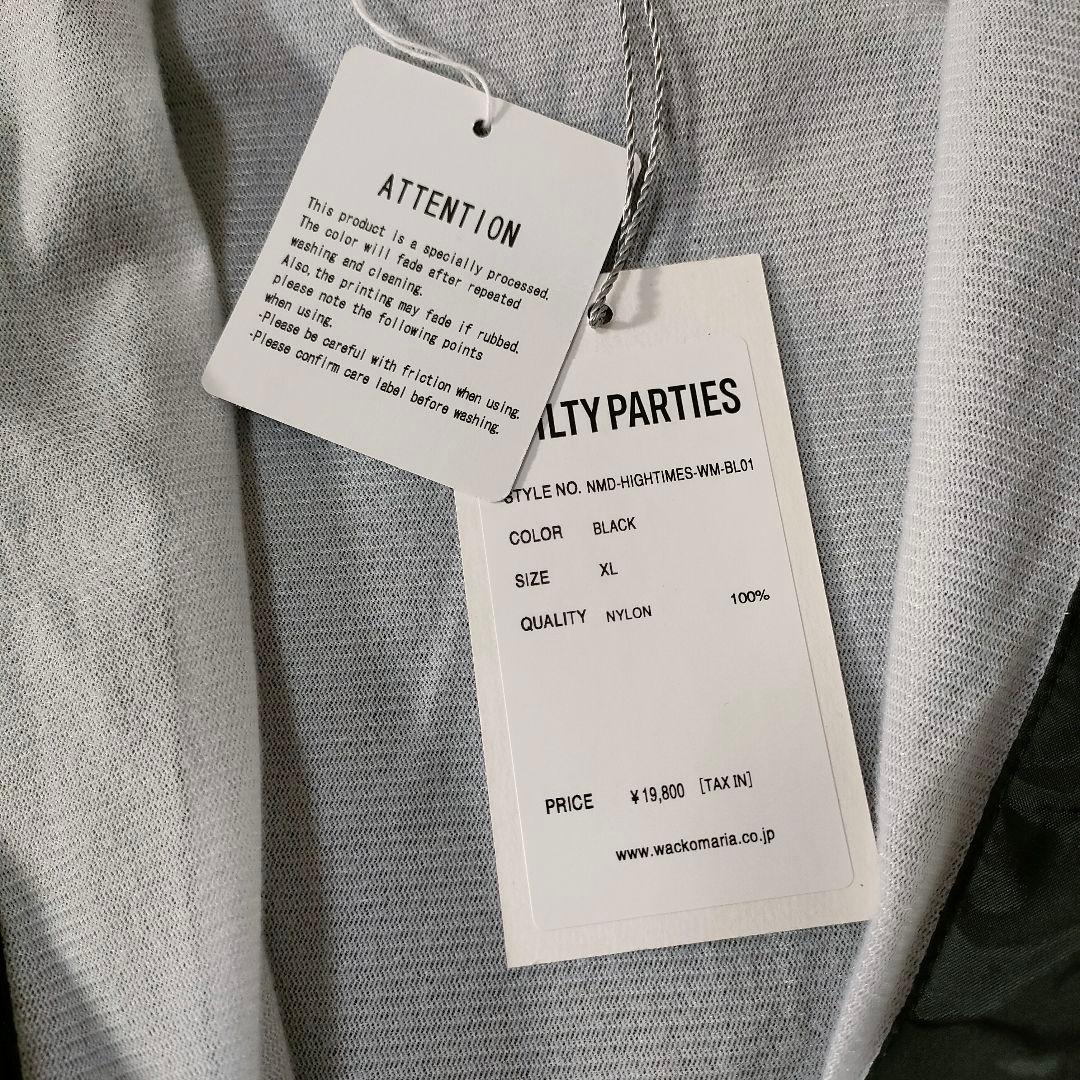 ATTENTION
This product is a specially processed.
The color will fade after repeated
washing and cleaning.
Also, the printing may fade if rubbed.
please note the following points
when using.
-Please be careful with friction when using.
-Please confirm care label before washing.
ILTY PARTIES
STYLE NO. NMD-HIGHTIMES-WM-BL01
COLOR BLACK
SIZE XL
QUALITY NYLON 100%
PRICE ¥19,800 [TAX IN]
www.wackomaria.co.jp